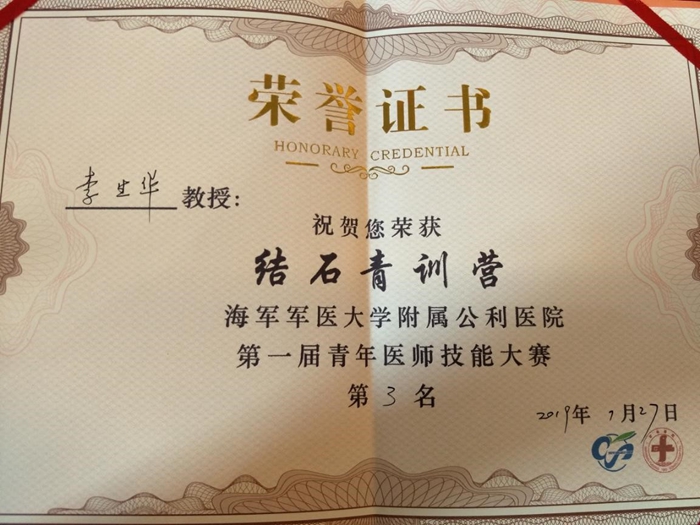 荣誉证书
HONORARY CREDENTIAL
李世华 教授：
祝贺您荣获
结石青训营
海军军医大学附属公利医院
第一届青年医师技能大赛
第 3 名
2019年 7月27日